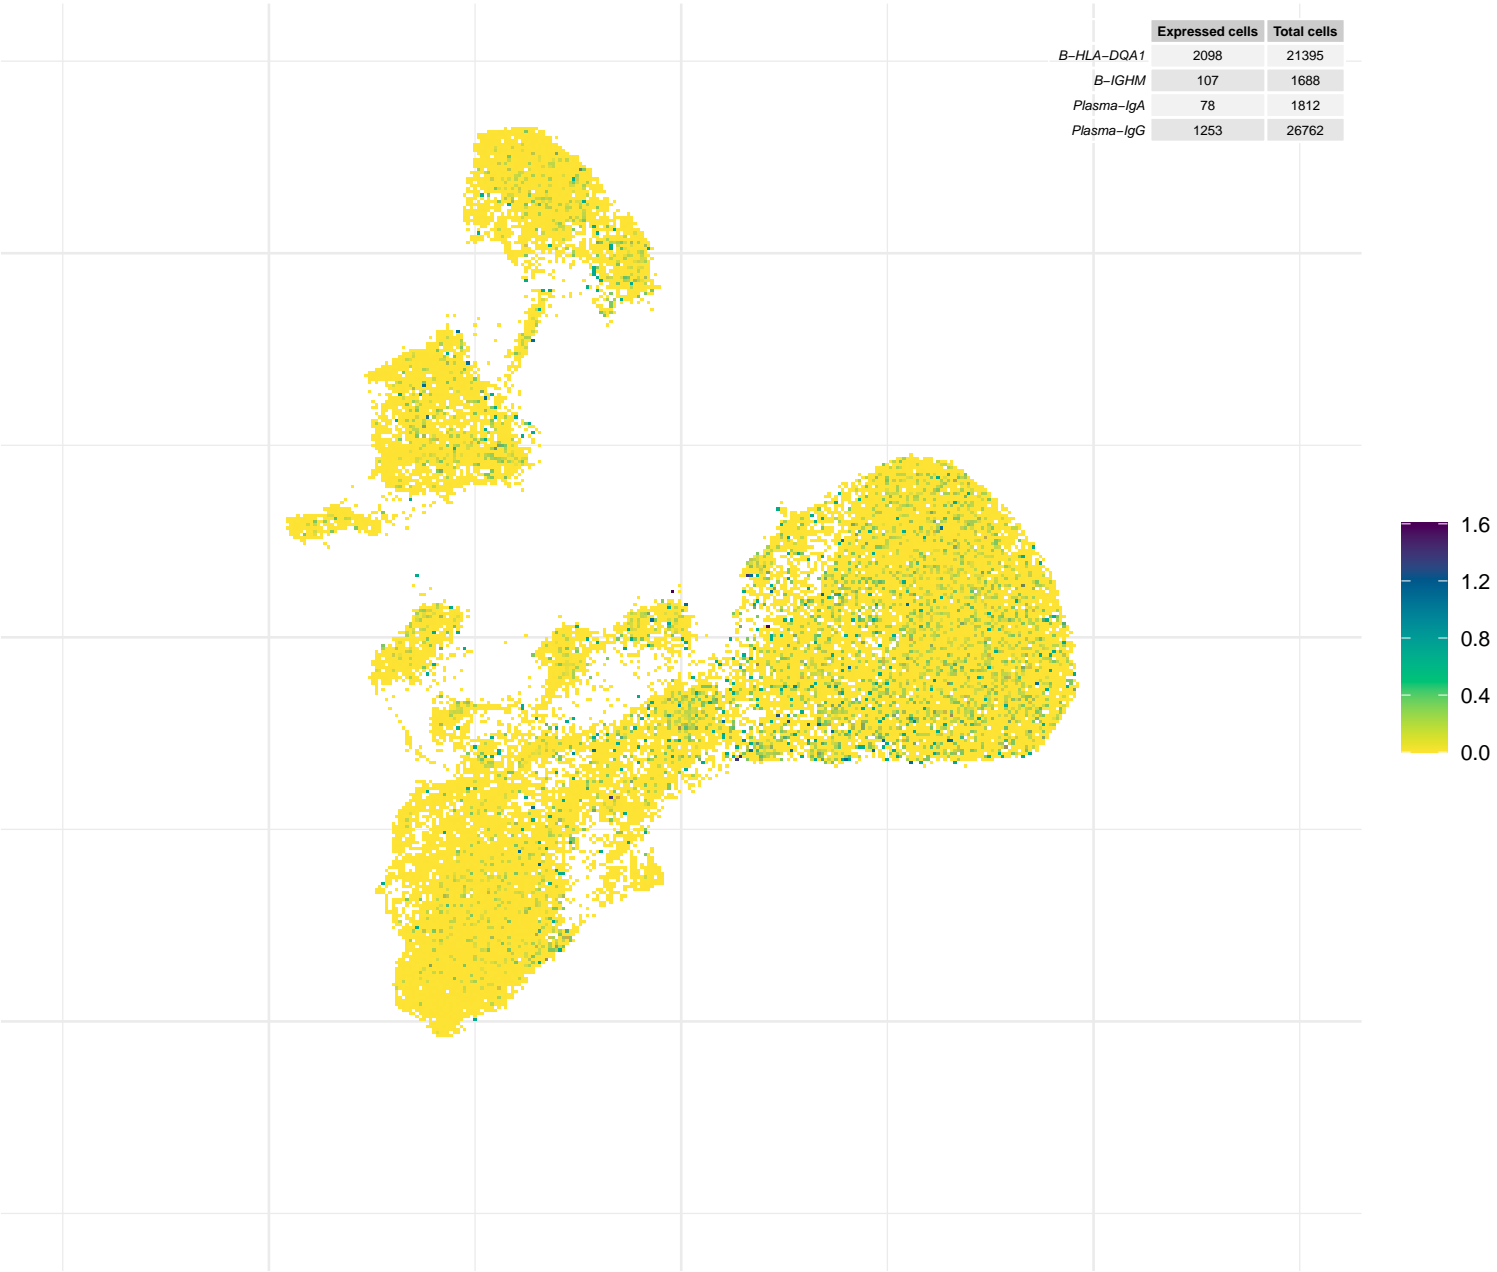 Expressed cells Total cells
B−HLA−DQA1 2098 21395
B−IGHM 107 1688
Plasma−IgA 78 1812
Plasma−IgG 1253 26762
1.6
1.2
0.8
0.4
0.0